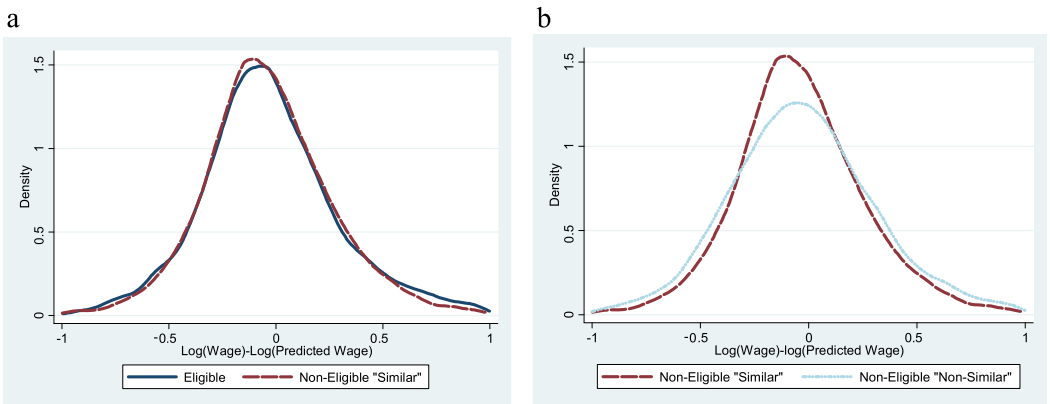 a
b
Density
1.5
1
0.5
0
-1
-0.5
0
0.5
1
Log(Wage)-Log(Predicted Wage)
Eligible
Non-Eligible "Similar"
Density
1.5
1
0.5
0
-1
-0.5
0
0.5
1
Log(Wage)-log(Predicted Wage)
Non-Eligible "Similar"
Non-Eligible "Non-Similar"